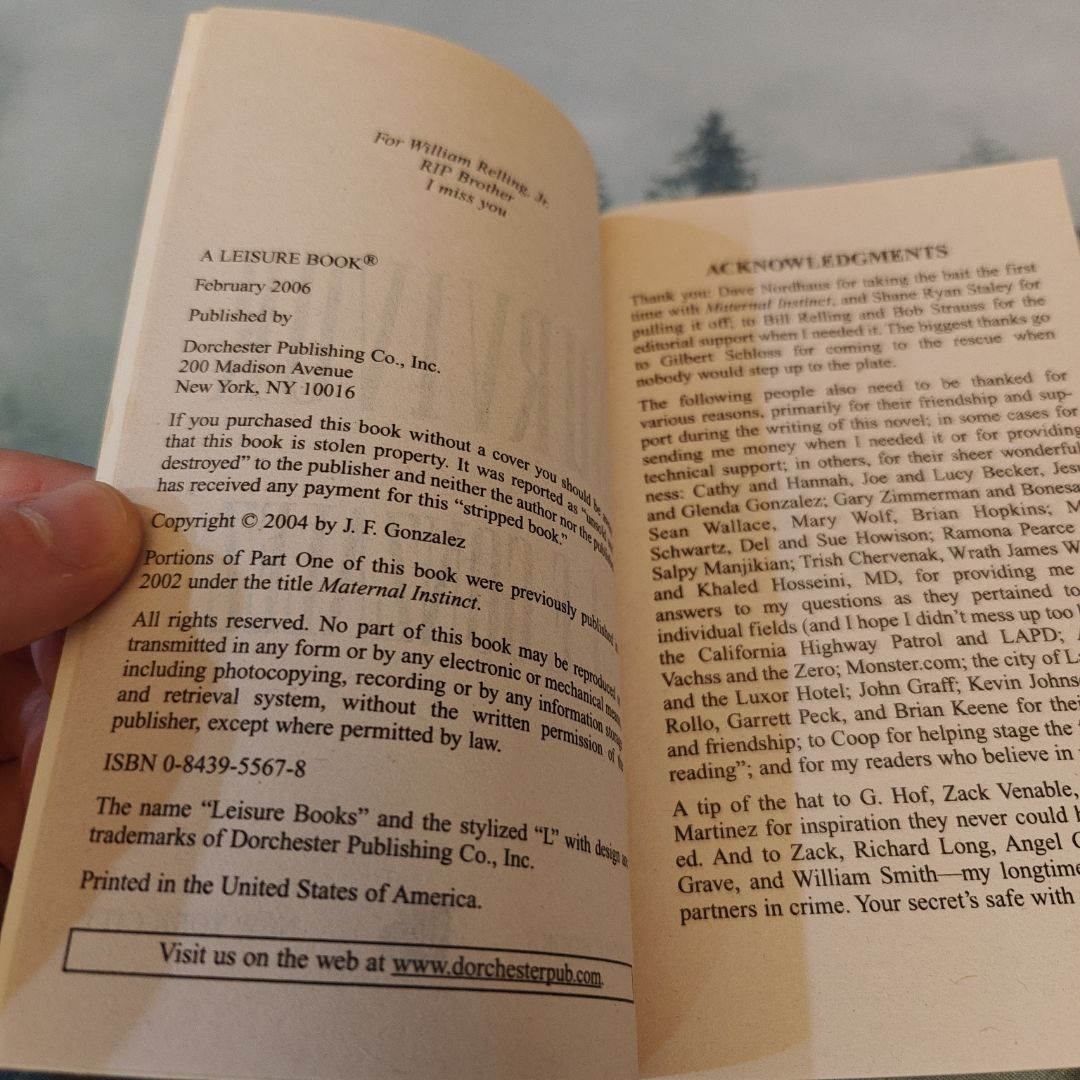 For William Relling, Jr.
RIP Brother
I miss you
A LEISURE BOOK®
February 2006
Published by
Dorchester Publishing Co., Inc.
200 Madison Avenue
New York, NY 10016
If you purchased this book without a cover you should be
that this book is stolen property. It was reported as “unsold
destroyed” to the publisher and neither the author nor the publisher
has received any payment for this “stripped book.”
Copyright © 2004 by J. F. Gonzalez
Portions of Part One of this book were previously published
2002 under the title Maternal Instinct.
All rights reserved. No part of this book may be reproduced or
transmitted in any form or by any electronic or mechanical means,
including photocopying, recording or by any information storage
and retrieval system, without the written permission of the
publisher, except where permitted by law.
ISBN 0-8439-5567-8
The name “Leisure Books” and the stylized “L” with design are
trademarks of Dorchester Publishing Co., Inc.
Printed in the United States of America.
Visit us on the web at www.dorchesterpub.com.
ACKNOWLEDGMENTS
Thank you: Dave Nordhaus for taking the bait the first
time with Maternal Instinct, and Shane Ryan Staley for
pulling it off; to Bill Relling and Bob Strauss for the
editorial support when I needed it. The biggest thanks go
to Gilbert Schloss for coming to the rescue when
nobody would step up to the plate.
The following people also need to be thanked for
various reasons, primarily for their friendship and sup-
port during the writing of this novel; in some cases for
sending me money when I needed it or for providing
technical support; in others, for their sheer wonderful
ness: Cathy and Hannah, Joe and Lucy Becker, Jesu
and Glenda Gonzalez; Gary Zimmerman and Bonesa
Sean Wallace, Mary Wolf, Brian Hopkins; M
Schwartz, Del and Sue Howison; Ramona Pearce
Salpy Manjikian; Trish Chervenak, Wrath James W
and Khaled Hosseini, MD, for providing me
answers to my questions as they pertained to
individual fields (and I hope I didn’t mess up too
the California Highway Patrol and LAPD; A
Vachss and the Zero; Monster.com; the city of La
and the Luxor Hotel; John Graff; Kevin Johns
Rollo, Garrett Peck, and Brian Keene for thei
and friendship; to Coop for helping stage the
reading”; and for my readers who believe in
A tip of the hat to G. Hof, Zack Venable,
Martinez for inspiration they never could
ed. And to Zack, Richard Long, Angel G
Grave, and William Smith—my longtime
partners in crime. Your secret’s safe with